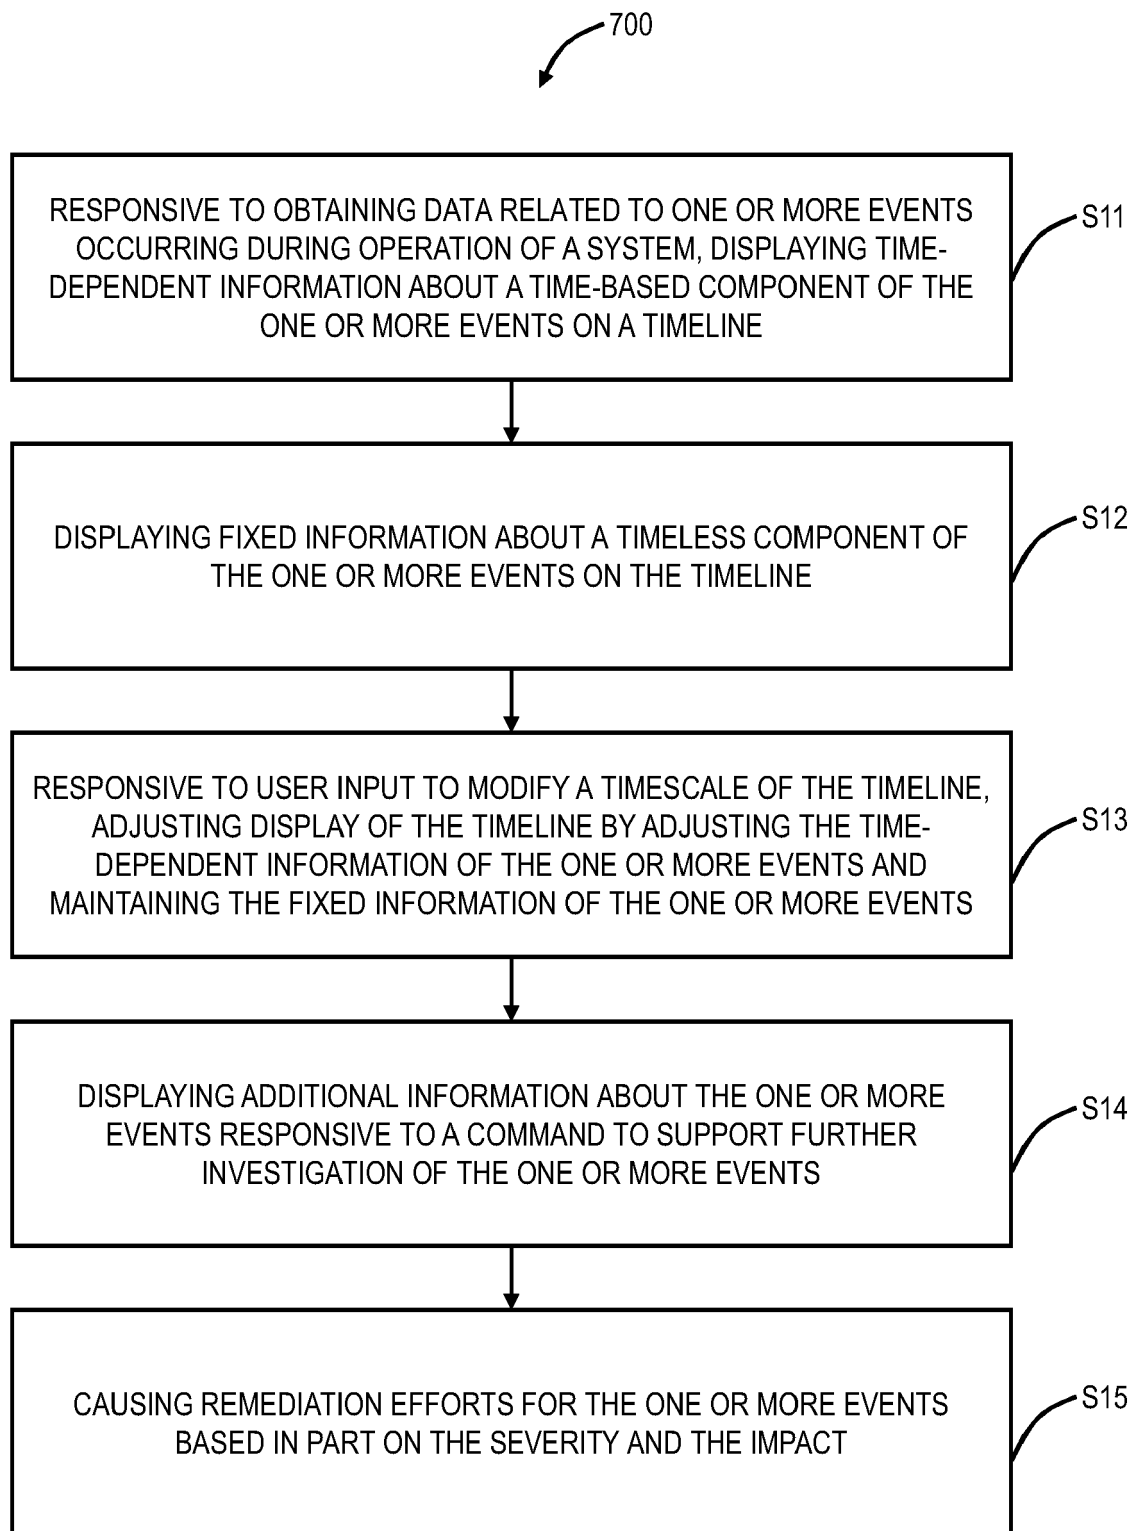 700
RESPONSIVE TO OBTAINING DATA RELATED TO ONE OR MORE EVENTS
OCCURRING DURING OPERATION OF A SYSTEM, DISPLAYING TIME-
DEPENDENT INFORMATION ABOUT A TIME-BASED COMPONENT OF THE
ONE OR MORE EVENTS ON A TIMELINE
S11
DISPLAYING FIXED INFORMATION ABOUT A TIMELESS COMPONENT OF
THE ONE OR MORE EVENTS ON THE TIMELINE
S12
RESPONSIVE TO USER INPUT TO MODIFY A TIMESCALE OF THE TIMELINE,
ADJUSTING DISPLAY OF THE TIMELINE BY ADJUSTING THE TIME-
DEPENDENT INFORMATION OF THE ONE OR MORE EVENTS AND
MAINTAINING THE FIXED INFORMATION OF THE ONE OR MORE EVENTS
S13
DISPLAYING ADDITIONAL INFORMATION ABOUT THE ONE OR MORE
EVENTS RESPONSIVE TO A COMMAND TO SUPPORT FURTHER
INVESTIGATION OF THE ONE OR MORE EVENTS
S14
CAUSING REMEDIATION EFFORTS FOR THE ONE OR MORE EVENTS
BASED IN PART ON THE SEVERITY AND THE IMPACT
S15